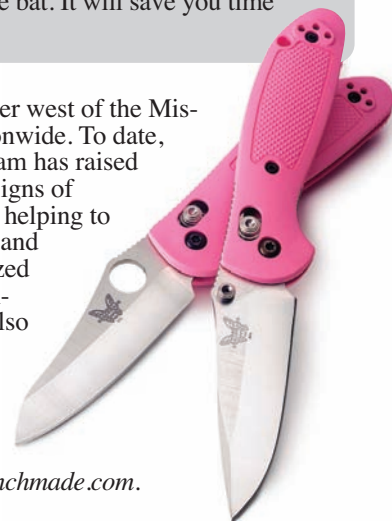 e bat. It will save you time
er west of the Mis-
onwide. To date,
am has raised
igns of
helping to
and
zed
-
lso
nchmade.com.